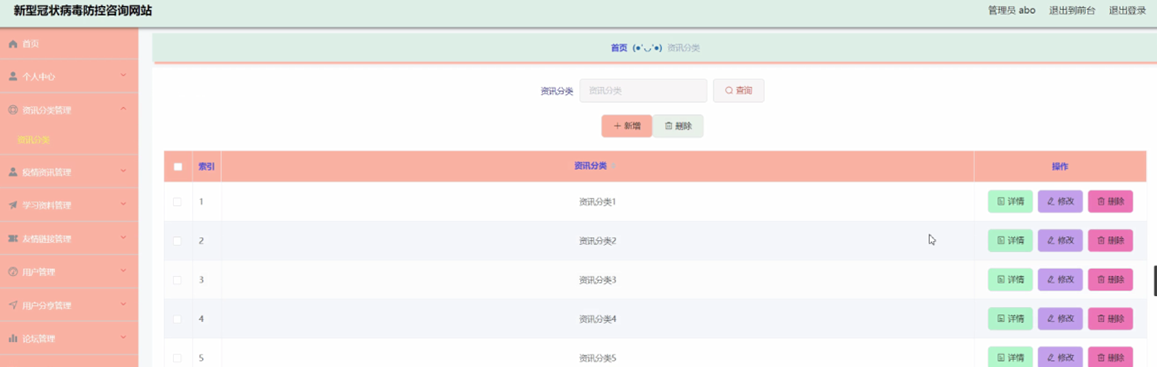 新型冠状病毒防控咨询网站
管理员 abo 退出到前台 退出登录
首页
个人中心
资讯分类管理
资讯分类
疫情资讯管理
学习资料管理
友情链接管理
用户管理
用户分享管理
论坛管理
首页 (●'◡'●) 资讯分类
资讯分类 资讯分类 查询
+ 新增 删除
索引 资讯分类 操作
1 资讯分类1 详情 修改 删除
2 资讯分类2 详情 修改 删除
3 资讯分类3 详情 修改 删除
4 资讯分类4 详情 修改 删除
5 资讯分类5 详情 修改 删除